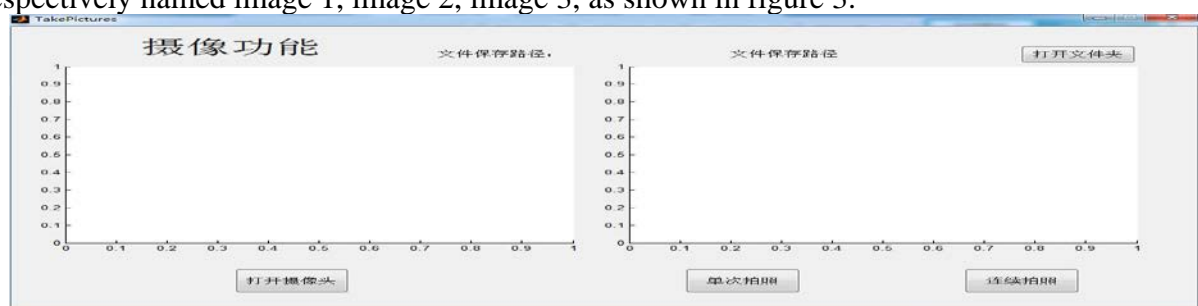 espectively named image 1, image 2, image 3, as shown in figure 3.
TakePictures
摄像功能 文件保存路径, 文件保存路径 打开文件夹
1 1
0.9 0.9
0.8 0.8
0.7 0.7
0.6 0.6
0.5 0.5
0.4 0.4
0.3 0.3
0.2 0.2
0.1 0.1
0 0
0 0.1 0.2 0.3 0.4 0.5 0.6 0.7 0.8 0.9 1 0 0.1 0.2 0.3 0.4 0.5 0.6 0.7 0.8 0.9 1
打开摄像头 单次拍照 连续拍照